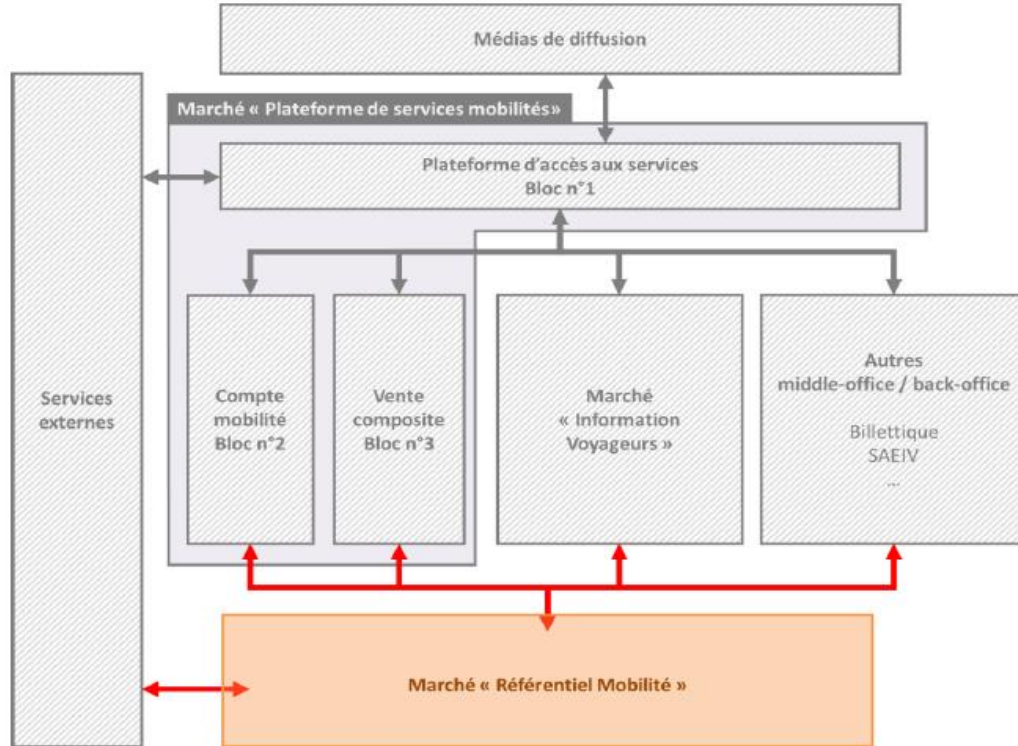 Médias de diffusion
Marché « Plateforme de services mobilités»
Plateforme d'accès aux services
Bloc n°1
Services
externes
Compte
mobilité
Bloc n°2
Vente
composite
Bloc n°3
Marché
« Information
Voyageurs »
Autres
middle-office / back-office
Billettique
SAEIV
...
Marché « Référentiel Mobilité »